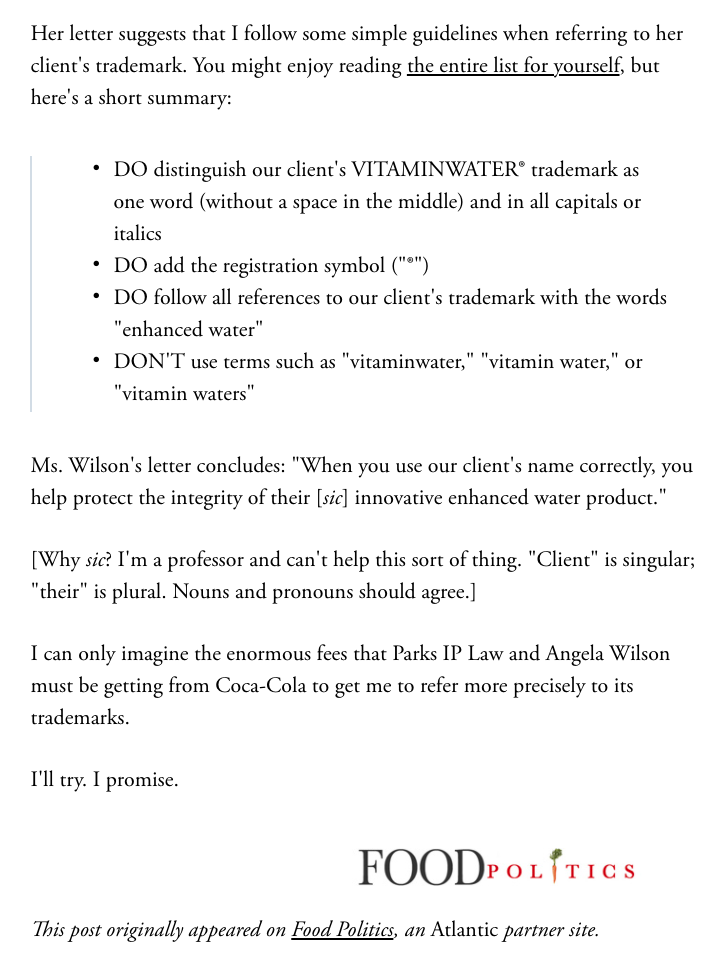 Her letter suggests that I follow some simple guidelines when referring to her
client's trademark. You might enjoy reading the entire list for yourself, but
here's a short summary:
• DO distinguish our client's VITAMINWATER® trademark as
one word (without a space in the middle) and in all capitals or
italics
• DO add the registration symbol ("®")
• DO follow all references to our client's trademark with the words
"enhanced water"
• DON'T use terms such as "vitaminwater," "vitamin water," or
"vitamin waters"
Ms. Wilson's letter concludes: "When you use our client's name correctly, you
help protect the integrity of their [sic] innovative enhanced water product."
[Why sic? I'm a professor and can't help this sort of thing. "Client" is singular;
"their" is plural. Nouns and pronouns should agree.]
I can only imagine the enormous fees that Parks IP Law and Angela Wilson
must be getting from Coca-Cola to get me to refer more precisely to its
trademarks.
I'll try. I promise.
FOOD POLITICS
This post originally appeared on Food Politics, an Atlantic partner site.